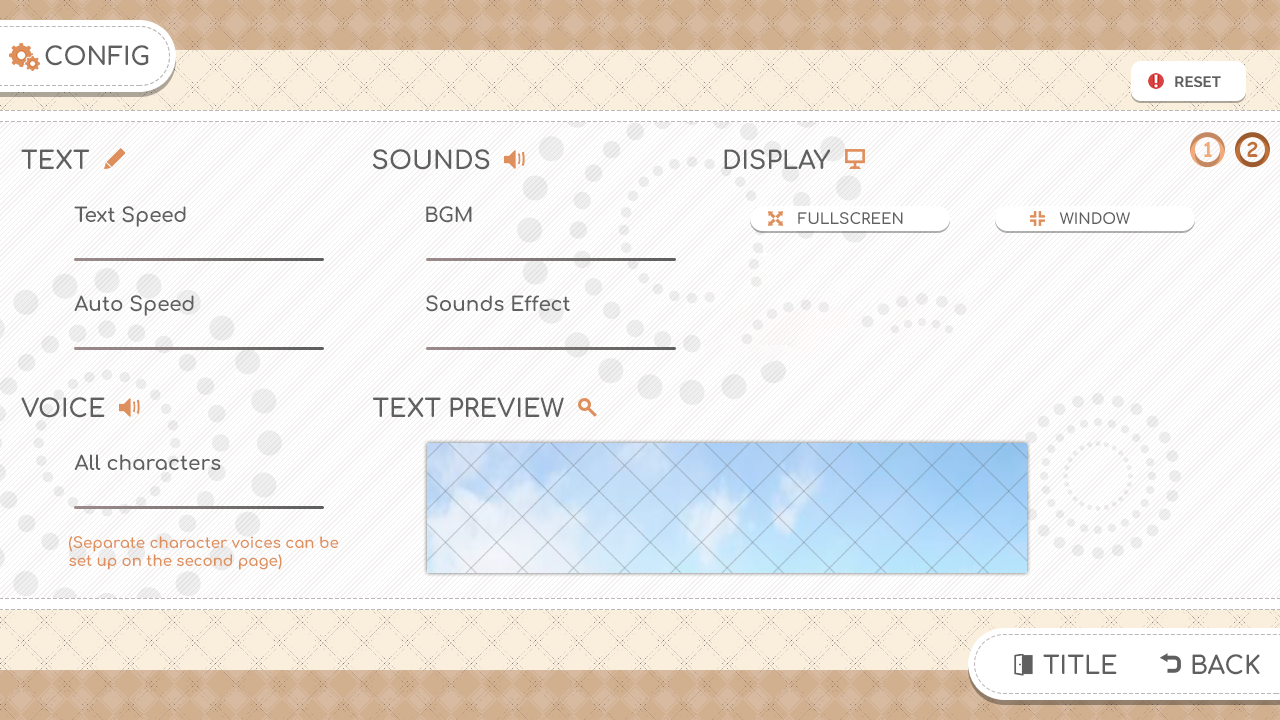 CONFIG
RESET
TEXT
SOUNDS
DISPLAY
1
2
Text Speed
BGM
FULLSCREEN
WINDOW
Auto Speed
Sounds Effect
VOICE
TEXT PREVIEW
All characters
(Separate character voices can be
set up on the second page)
TITLE
BACK